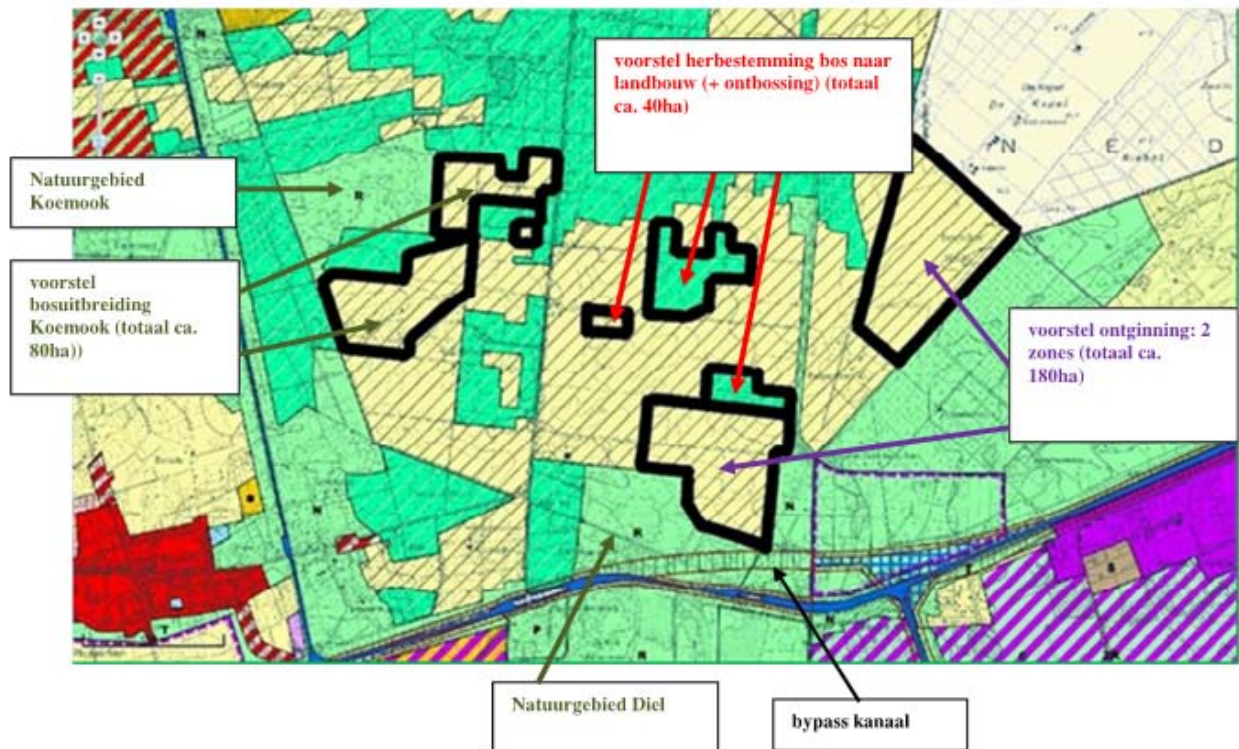 voorstel herbestemming bos naar
landbouw (+ ontbossing) (totaal
ca. 40ha)
Natuurgebied
Koemook
voorstel
bosuitbreiding
Koemook (totaal ca.
80ha))
voorstel ontginning: 2
zones (totaal ca.
180ha)
Natuurgebied Diel
bypass kanaal
N
R
N E D
N
R
N
N
P
R
T
T
8